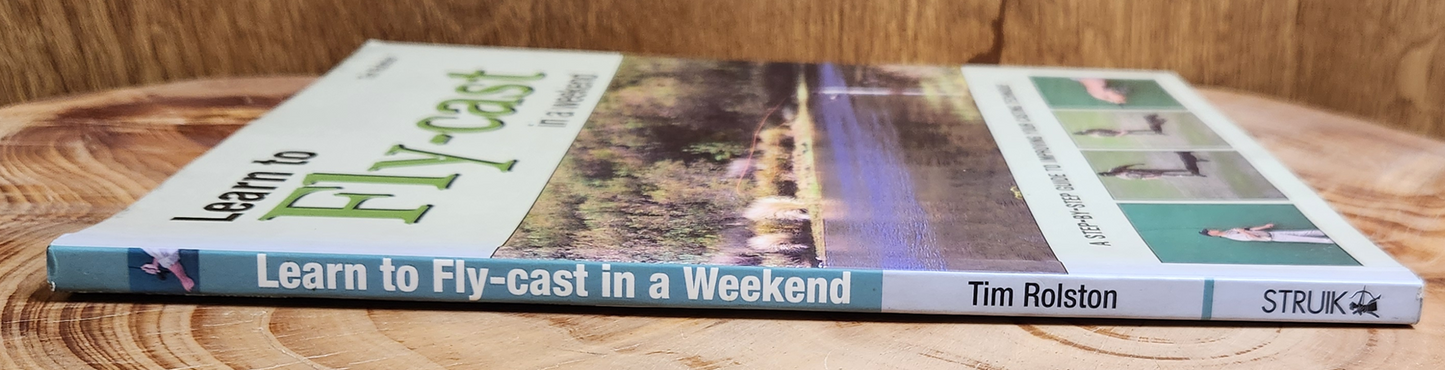 Learn to
Fly-cast
in a weekend
A STEP-BY-STEP GUIDE TO IMPROVING YOUR CASTING TECHNIQUE
Learn to Fly-cast in a Weekend
Tim Rolston
STRUIK